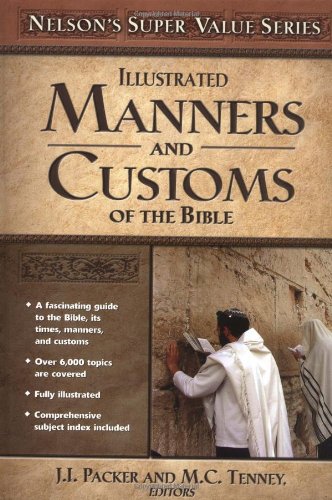 NELSON'S SUPER VALUE SERIES
ILLUSTRATED
MANNERS
AND
CUSTOMS
OF THE BIBLE
A fascinating guide
to the Bible, its
times, manners,
and customs
Over 6,000 topics
are covered
Fully illustrated
Comprehensive
subject index included
J.I. PACKER AND M.C. TENNEY,
EDITORS